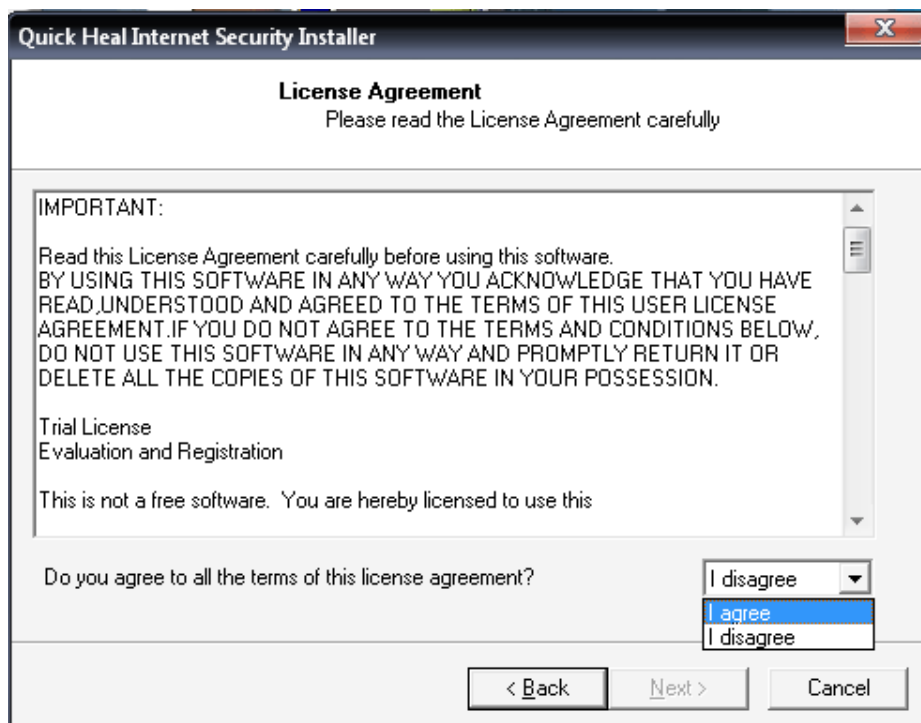 Quick Heal Internet Security Installer
License Agreement
Please read the License Agreement carefully
IMPORTANT:
Read this License Agreement carefully before using this software.
BY USING THIS SOFTWARE IN ANY WAY YOU ACKNOWLEDGE THAT YOU HAVE
READ,UNDERSTOOD AND AGREED TO THE TERMS OF THIS USER LICENSE
AGREEMENT.IF YOU DO NOT AGREE TO THE TERMS AND CONDITIONS BELOW,
DO NOT USE THIS SOFTWARE IN ANY WAY AND PROMPTLY RETURN IT OR
DELETE ALL THE COPIES OF THIS SOFTWARE IN YOUR POSSESSION.
Trial License
Evaluation and Registration
This is not a free software.  You are hereby licensed to use this
Do you agree to all the terms of this license agreement?
I disagree
I agree
I disagree
< Back
Next >
Cancel